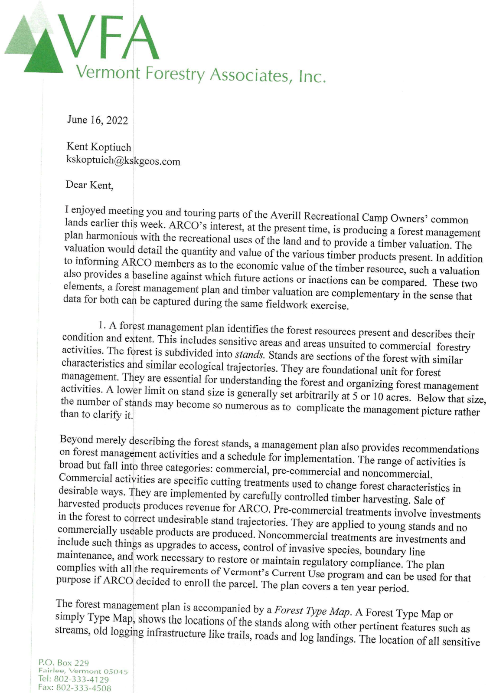 VFA
Vermont Forestry Associates, Inc.
June 16, 2022
Kent Koptiuch
kskoptuich@kskgeos.com
Dear Kent,
I enjoyed meeting you and touring parts of the Averill Recreational Camp Owners' common
lands earlier this week. ARCO's interest, at the present time, is producing a forest management
plan harmonious with the recreational uses of the land and to provide a timber valuation. The
valuation would detail the quantity and value of the various timber products present. In addition
to informing ARCO members as to the economic value of the timber resource, such a valuation
also provides a baseline against which future actions or inactions can be compared. These two
elements, a forest management plan and timber valuation are complementary in the sense that
data for both can be captured during the same fieldwork exercise.
1. A forest management plan identifies the forest resources present and describes their
condition and extent. This includes sensitive areas and areas unsuited to commercial forestry
activities. The forest is subdivided into stands. Stands are sections of the forest with similar
characteristics and similar ecological trajectories. They are foundational unit for forest
management. They are essential for understanding the forest and organizing forest management
activities. A lower limit on stand size is generally set arbitrarily at 5 or 10 acres. Below that size,
the number of stands may become so numerous as to complicate the management picture rather
than to clarify it.
Beyond merely describing the forest stands, a management plan also provides recommendations
on forest management activities and a schedule for implementation. The range of activities is
broad but fall into three categories: commercial, pre-commercial and noncommercial.
Commercial activities are specific cutting treatments used to change forest characteristics in
desirable ways. They are implemented by carefully controlled timber harvesting. Sale of
harvested products produces revenue for ARCO. Pre-commercial treatments involve investments
in the forest to correct undesirable stand trajectories. They are applied to young stands and no
commercially useable products are produced. Noncommercial treatments are investments and
include such things as upgrades to access, control of invasive species, boundary line
maintenance, and work necessary to restore or maintain regulatory compliance. The plan
complies with all the requirements of Vermont's Current Use program and can be used for that
purpose if ARCO decided to enroll the parcel. The plan covers a ten year period.
The forest management plan is accompanied by a Forest Type Map. A Forest Type Map or
simply Type Map, shows the locations of the stands along with other pertinent features such as
streams, old logging infrastructure like trails, roads and log landings. The location of all sensitive
P.O. Box 229
Fairlee, Vermont 05045
Tel: 802-333-4129
Fax: 802-333-4508